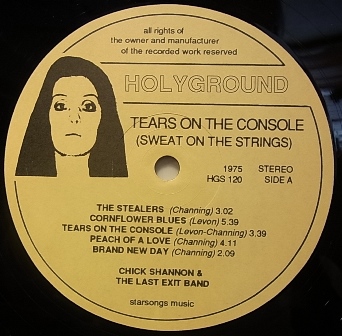 all rights of
the owner and manufacturer
of the recorded work reserved
HOLYGROUND
TEARS ON THE CONSOLE
(SWEAT ON THE STRINGS)
1975 STEREO
HGS 120 SIDE A
THE STEALERS (Channing) 3.02
CORNFLOWER BLUES (Levon) 5.39
TEARS ON THE CONSOLE (Levon-Channing) 3.39
PEACH OF A LOVE (Channing) 4.11
BRAND NEW DAY (Channing) 2.09
CHICK SHANNON &
THE LAST EXIT BAND
starsongs music